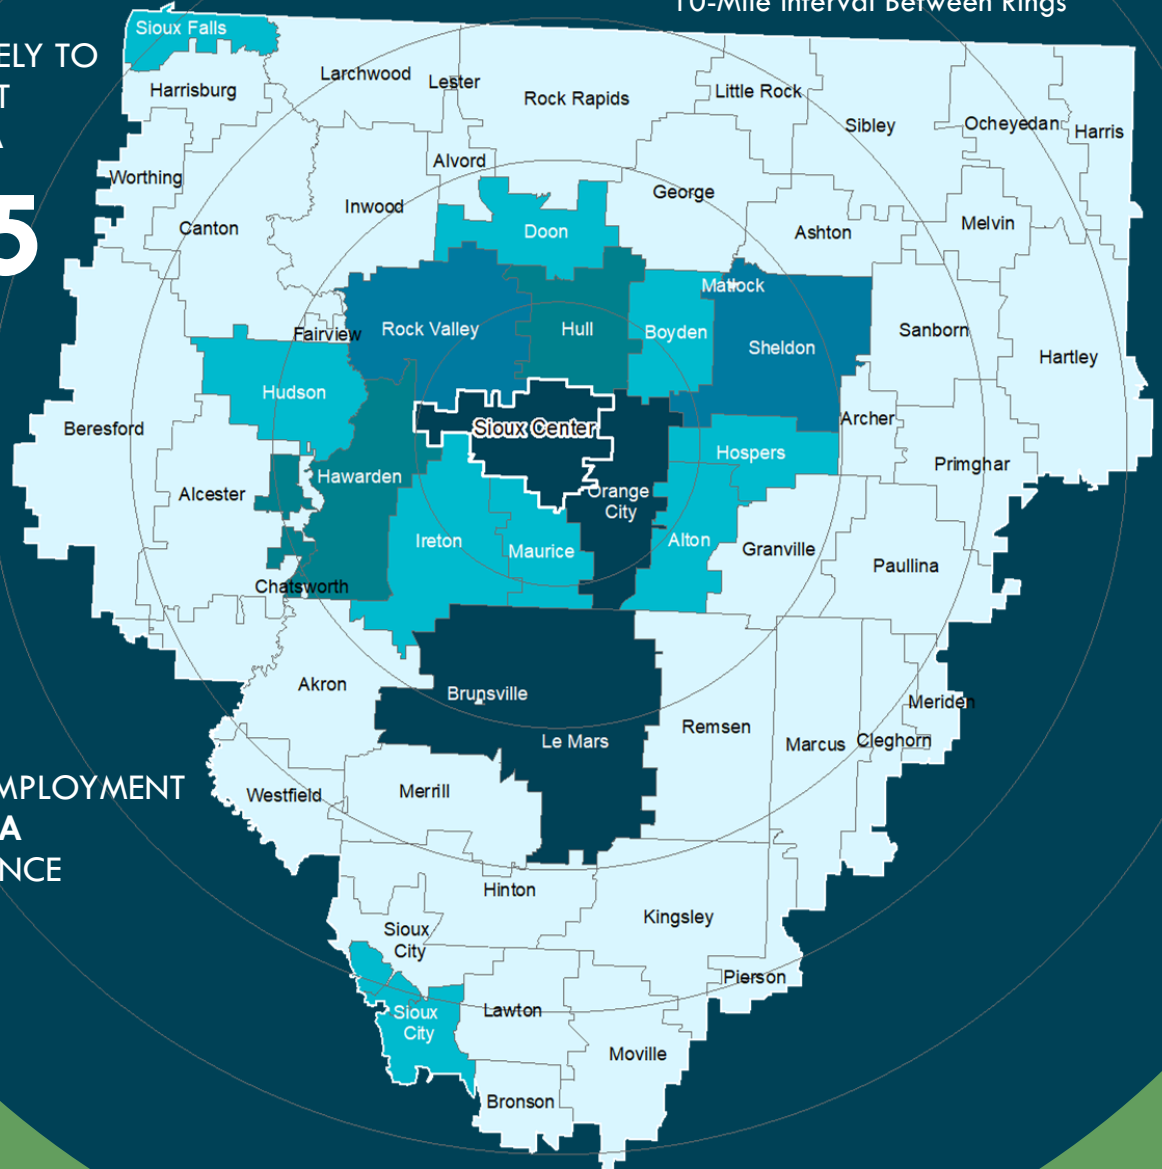 10-Mile Interval Between Rings
Sioux Falls
ELY TO
Larchwood
Lester
Harrisburg
Little Rock
Rock Rapids
Sibley
Ocheyedan
Harris
Alvord
Worthing
George
Inwood
Canton
Melvin
Doon
Ashton
5
Matlock
Rock Valley
Hull
Boyden
Fairview
Sheldon
Sanborn
Hartley
Hudson
Archer
Beresford
Sioux Center
Hospers
Primghar
Hawarden
Alcester
Orange
City
Ireton
Maurice
Alton
Granville
Paullina
Chatsworth
Akron
Brunsville
Meriden
Remsen
Le Mars
Marcus
Cleghorn
MPLOYMENT
Westfield
Merrill
A
NCE
Hinton
Kingsley
Sioux
City
Pierson
Lawton
Sioux
City
Moville
Bronson